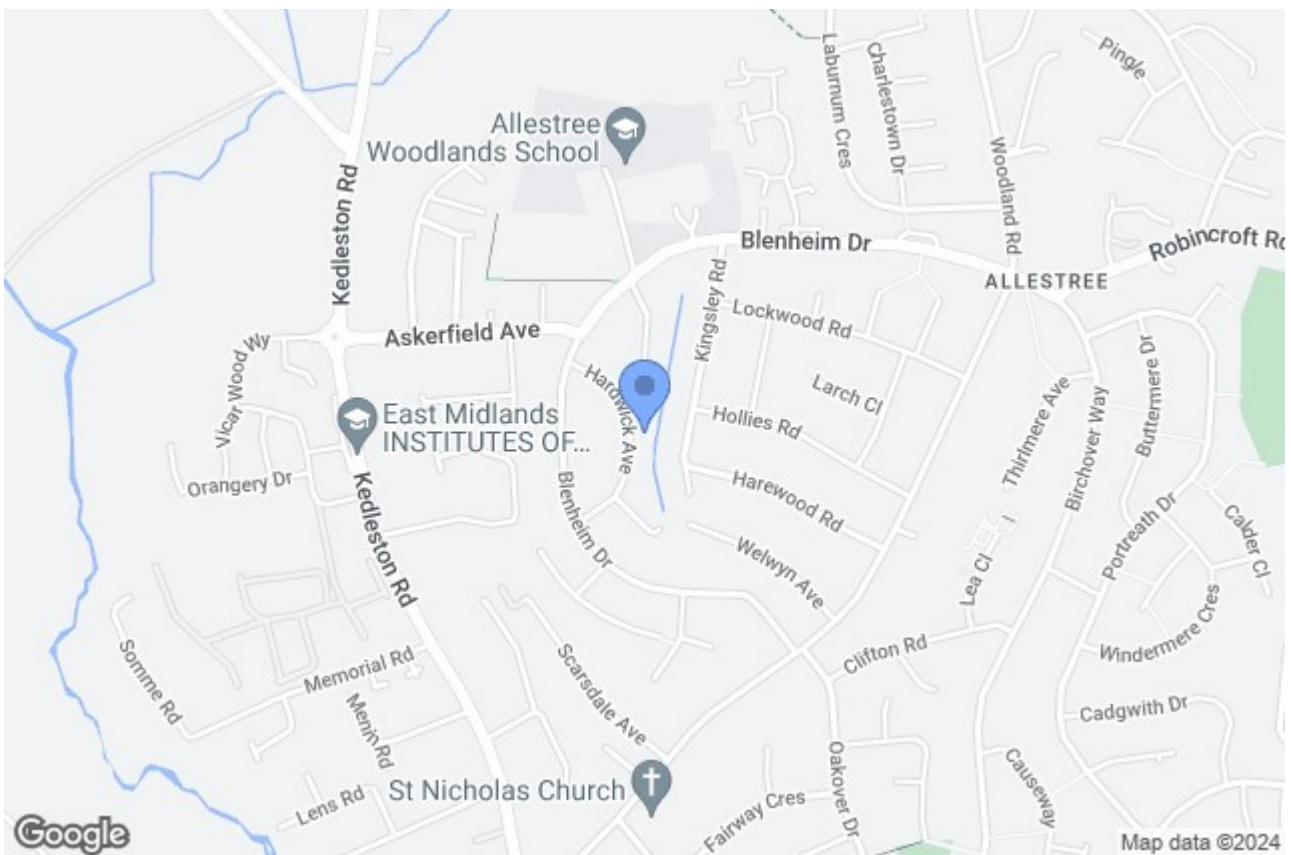 Pingle
Laburnum Cres
Charlestown Dr
Woodland Rd
Allestree
Woodlands School
Kedleston Rd
Blenheim Dr
Robincroft Rd
ALLESTREE
Kingsley Rd
Lockwood Rd
Askerfield Ave
Vicar Wood Wy
Hardwick Ave
Larch Cl
Thirlmere Ave
Birchover Way
Buttermere Dr
East Midlands
INSTITUTES OF...
Hollies Rd
Orangery Dr
Harewood Rd
Blenheim Dr
Kedleston Rd
Welwyn Ave
Lea Cl
Portreath Dr
Calder Cl
Somme Rd
Memorial Rd
Menin Rd
Scarsdale Ave
Clifton Rd
Windermere Cres
Cadgwith Dr
Lens Rd
St Nicholas Church
Oakover Dr
Fairway Cres
Causeway
Google
Map data ©2024